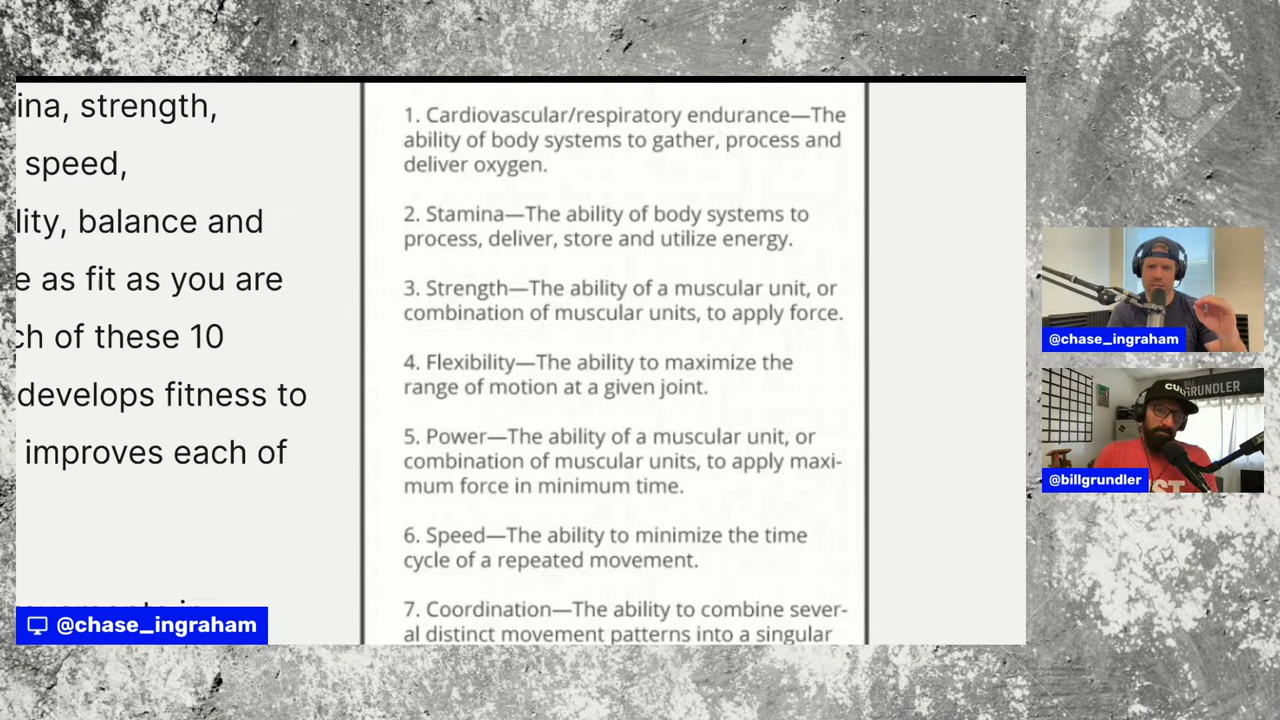 ina, strength,
speed,
lity, balance and
e as fit as you are
ch of these 10
develops fitness to
improves each of
@chase_ingraham
1. Cardiovascular/respiratory endurance—The
ability of body systems to gather, process and
deliver oxygen.
2. Stamina—The ability of body systems to
process, deliver, store and utilize energy.
3. Strength—The ability of a muscular unit, or
combination of muscular units, to apply force.
4. Flexibility—The ability to maximize the
range of motion at a given joint.
5. Power—The ability of a muscular unit, or
combination of muscular units, to apply maxi-
mum force in minimum time.
6. Speed—The ability to minimize the time
cycle of a repeated movement.
7. Coordination—The ability to combine sever-
al distinct movement patterns into a singular
@chase_ingraham
GRUNDLER
@billgrundler